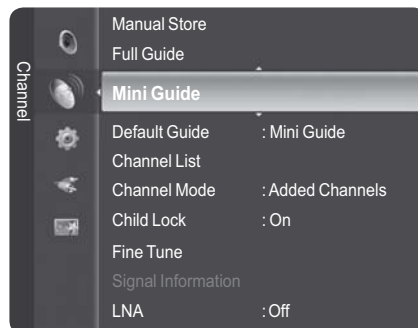 Channel
Manual Store
Full Guide
Mini Guide
Default Guide : Mini Guide
Channel List
Channel Mode : Added Channels
Child Lock : On
Fine Tune
Signal Information
LNA : Off